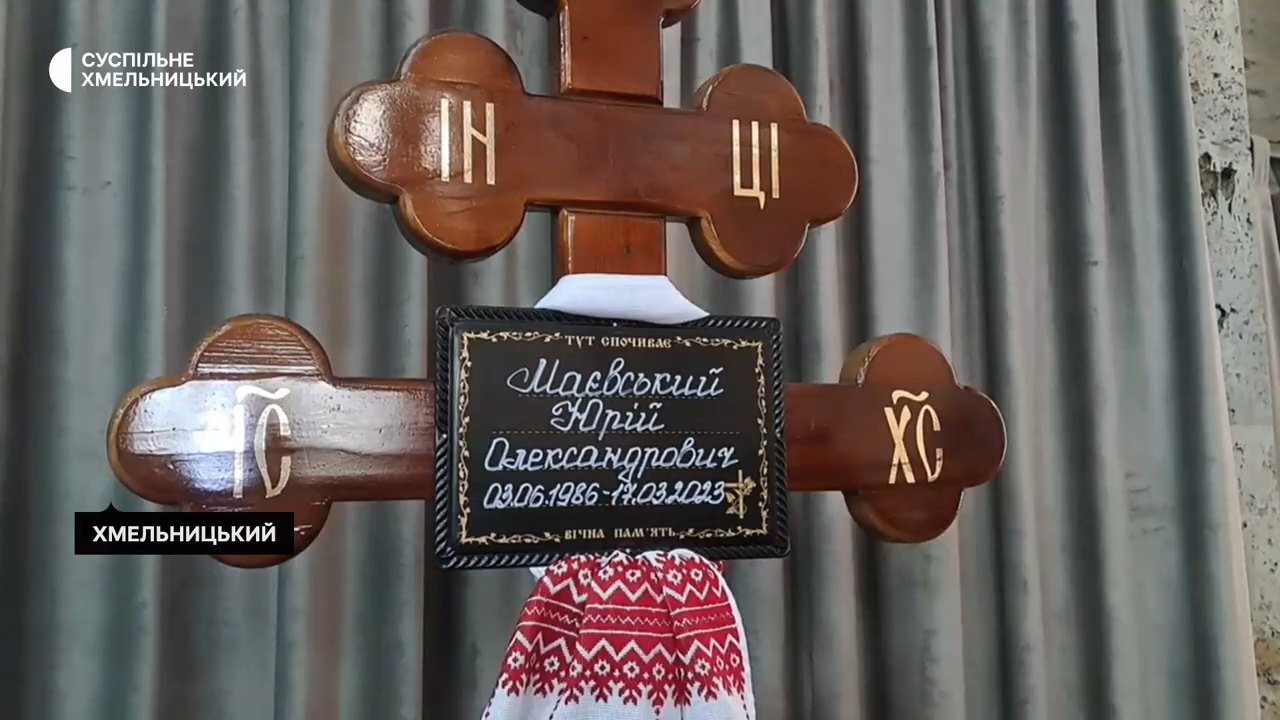 СУСПІЛЬНЕ
ХМЕЛЬНИЦЬКИЙ
ІН ЦІ
ТУТ СПОЧИВАЄ
Маєвський
Юрій
Олександрович
03.06.1986-17.03.2023
ІС ХС
ВІЧНА ПАМ'ЯТЬ
ХМЕЛЬНИЦЬКИЙ